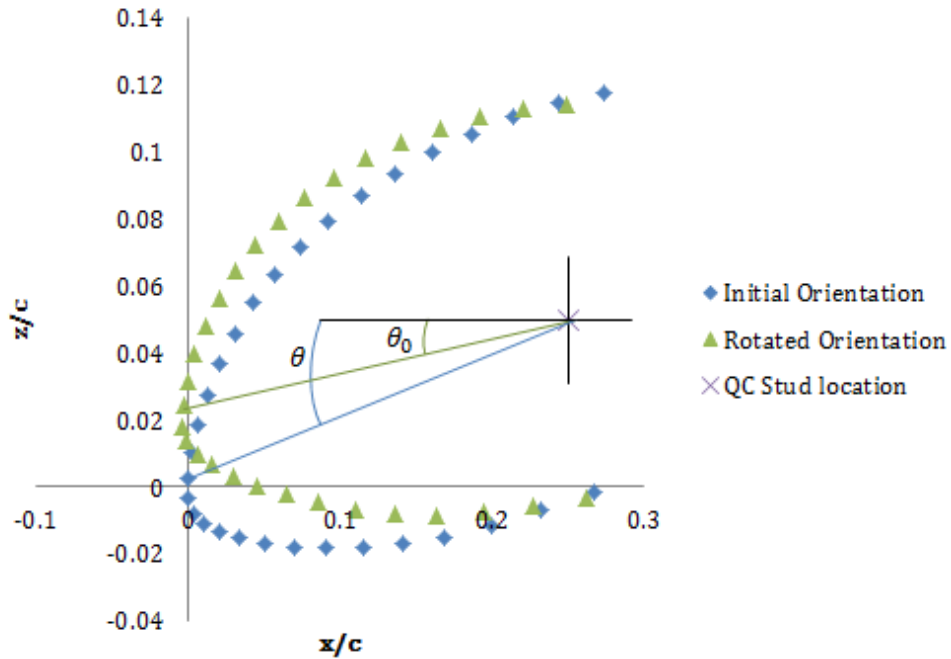 0.14
0.12
0.1
0.08
0.06
0.04
0.02
0
-0.02
-0.04
z/c
-0.1
0
0.1
0.2
0.3
x/c
θ
θ₀
Initial Orientation
Rotated Orientation
QC Stud location